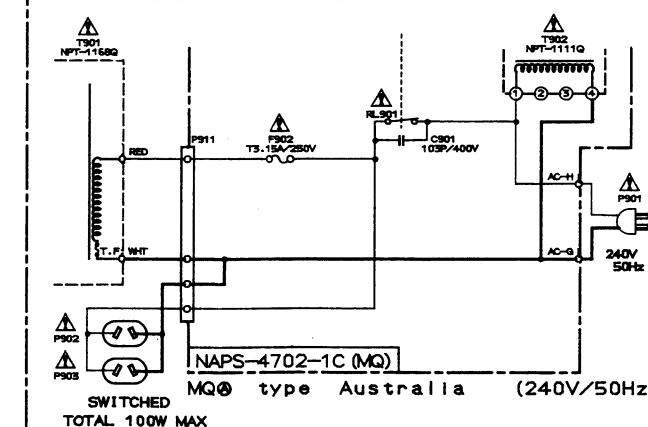 T901
NPT-1168Q
T902
NPT-1111Q
1 2 3 4
RL901
P911
F902
T3.15A/250V
C901
103P/400V
RED
AC-H
P901
T.F
WHT
AC-G
240V
50Hz
P902
P903
NAPS-4702-1C (MQ)
MQⒶ type Australia (240V/50Hz
SWITCHED
TOTAL 100W MAX